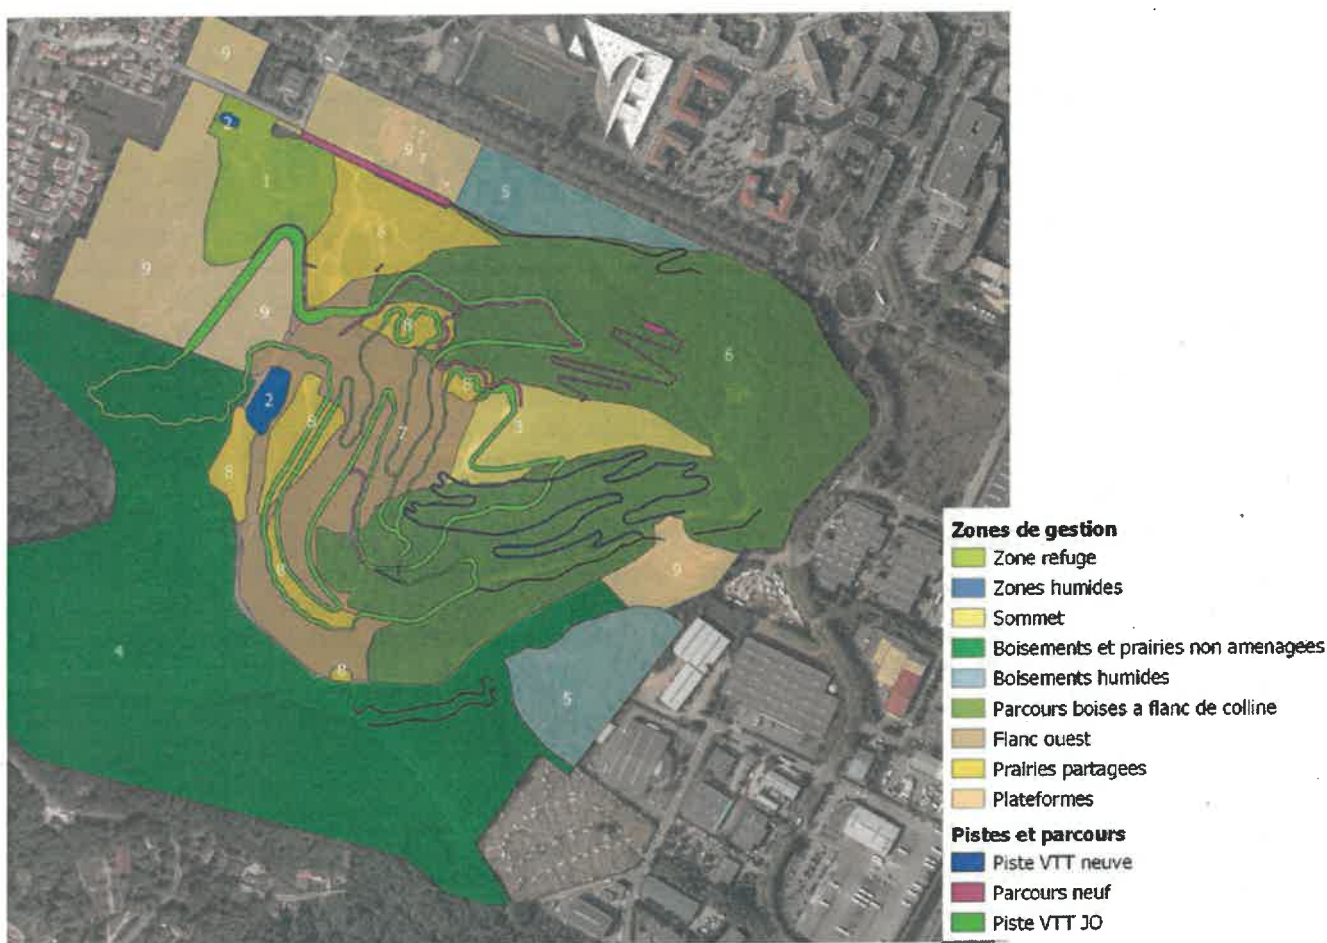 9
2
9
1
5
8
9
9
8
6
8
2
8
3
7
8
8
9
8
4
5
Zones de gestion
Zone refuge
Zones humides
Sommet
Boisements et prairies non amenagees
Boisements humides
Parcours boises a flanc de colline
Flanc ouest
Prairies partagees
Plateformes
Pistes et parcours
Piste VTT neuve
Parcours neuf
Piste VTT JO